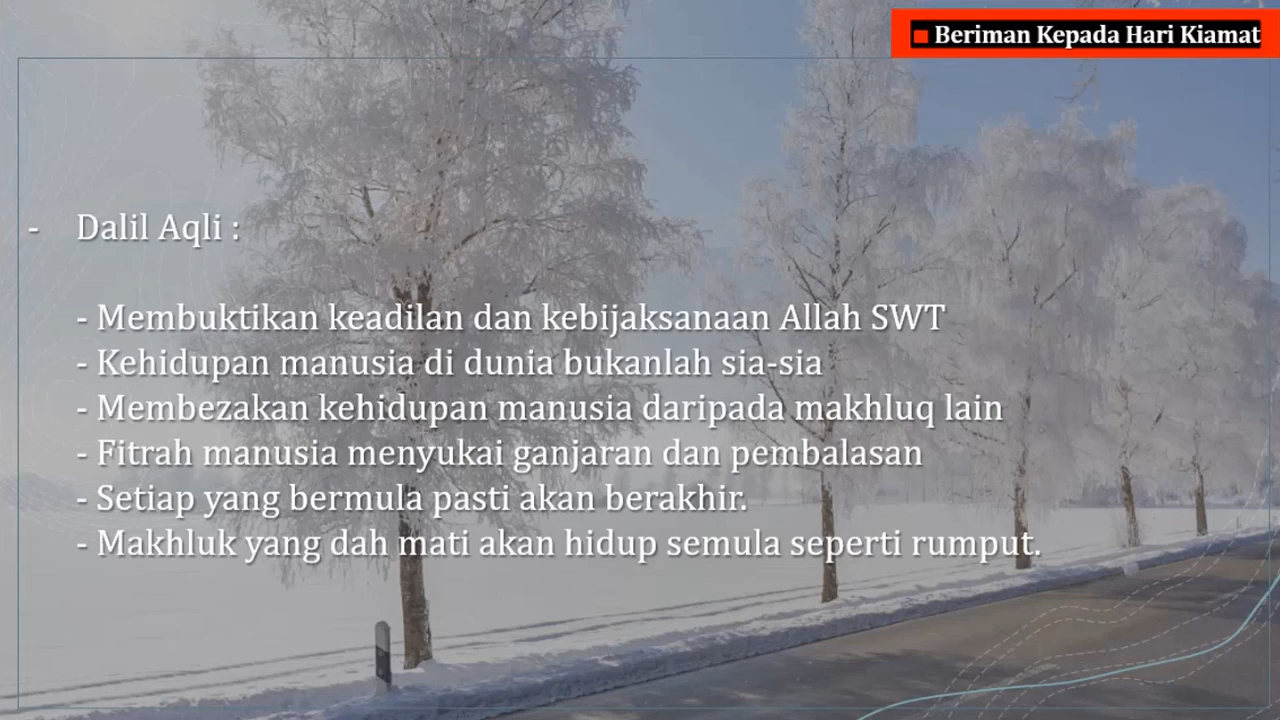 ■ Beriman Kepada Hari Kiamat
- Dalil Aqli :
- Membuktikan keadilan dan kebijaksanaan Allah SWT
- Kehidupan manusia di dunia bukanlah sia-sia
- Membezakan kehidupan manusia daripada makhluq lain
- Fitrah manusia menyukai ganjaran dan pembalasan
- Setiap yang bermula pasti akan berakhir.
- Makhluk yang dah mati akan hidup semula seperti rumput.